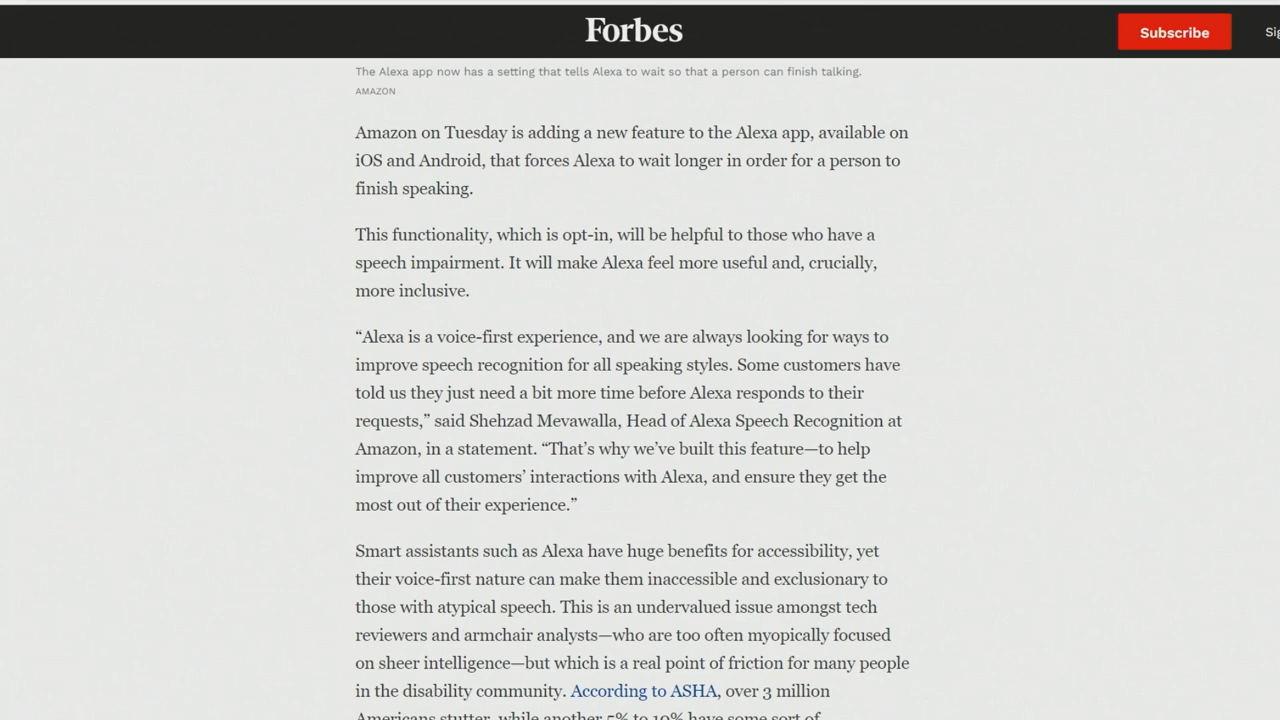 Forbes
Subscribe
The Alexa app now has a setting that tells Alexa to wait so that a person can finish talking.
AMAZON
Amazon on Tuesday is adding a new feature to the Alexa app, available on
iOS and Android, that forces Alexa to wait longer in order for a person to
finish speaking.
This functionality, which is opt-in, will be helpful to those who have a
speech impairment. It will make Alexa feel more useful and, crucially,
more inclusive.
“Alexa is a voice-first experience, and we are always looking for ways to
improve speech recognition for all speaking styles. Some customers have
told us they just need a bit more time before Alexa responds to their
requests,” said Shehzad Mevawalla, Head of Alexa Speech Recognition at
Amazon, in a statement. “That’s why we’ve built this feature—to help
improve all customers’ interactions with Alexa, and ensure they get the
most out of their experience.”
Smart assistants such as Alexa have huge benefits for accessibility, yet
their voice-first nature can make them inaccessible and exclusionary to
those with atypical speech. This is an undervalued issue amongst tech
reviewers and armchair analysts—who are too often myopically focused
on sheer intelligence—but which is a real point of friction for many people
in the disability community. According to ASHA, over 3 million
Americans stutter, while another 5% to 10% have some sort of